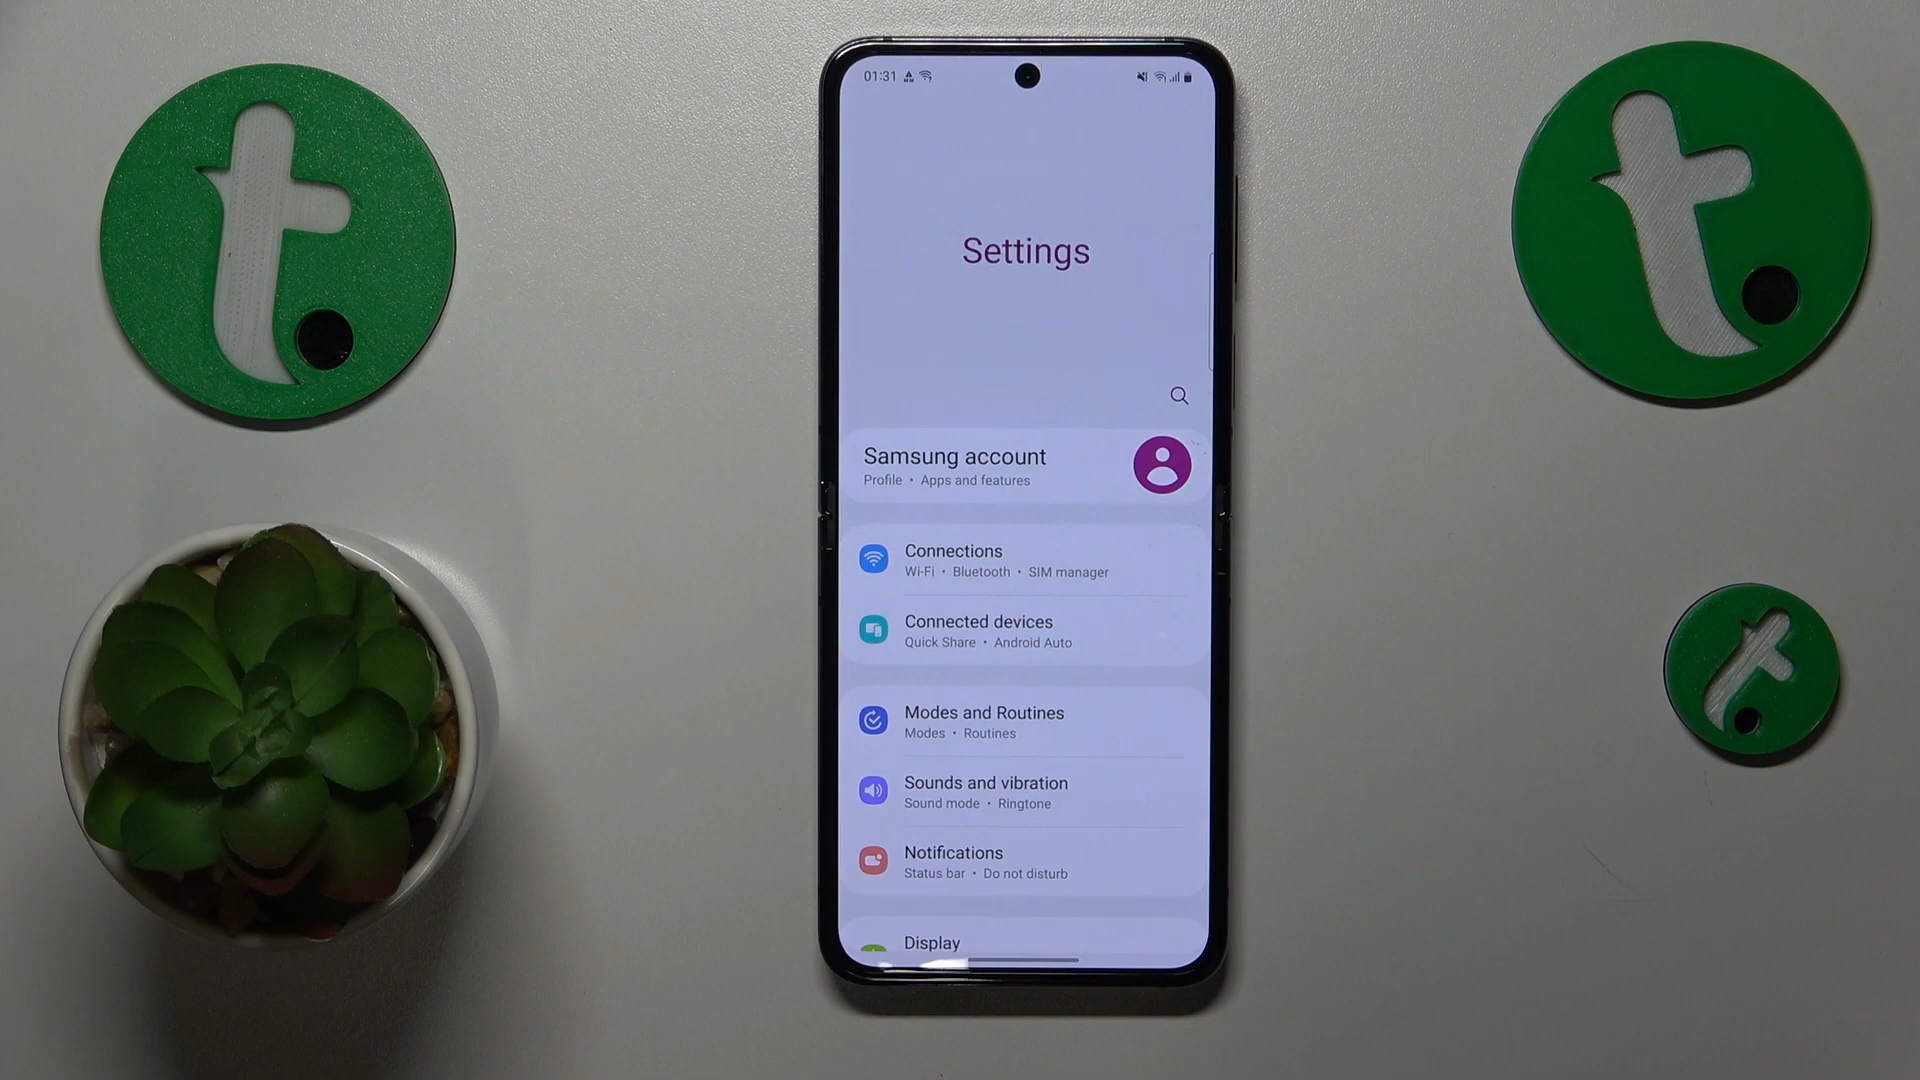 t
t
01:31
Settings
Samsung account
Profile • Apps and features
Connections
Wi-Fi • Bluetooth • SIM manager
Connected devices
Quick Share • Android Auto
Modes and Routines
Modes • Routines
Sounds and vibration
Sound mode • Ringtone
Notifications
Status bar • Do not disturb
Display
t